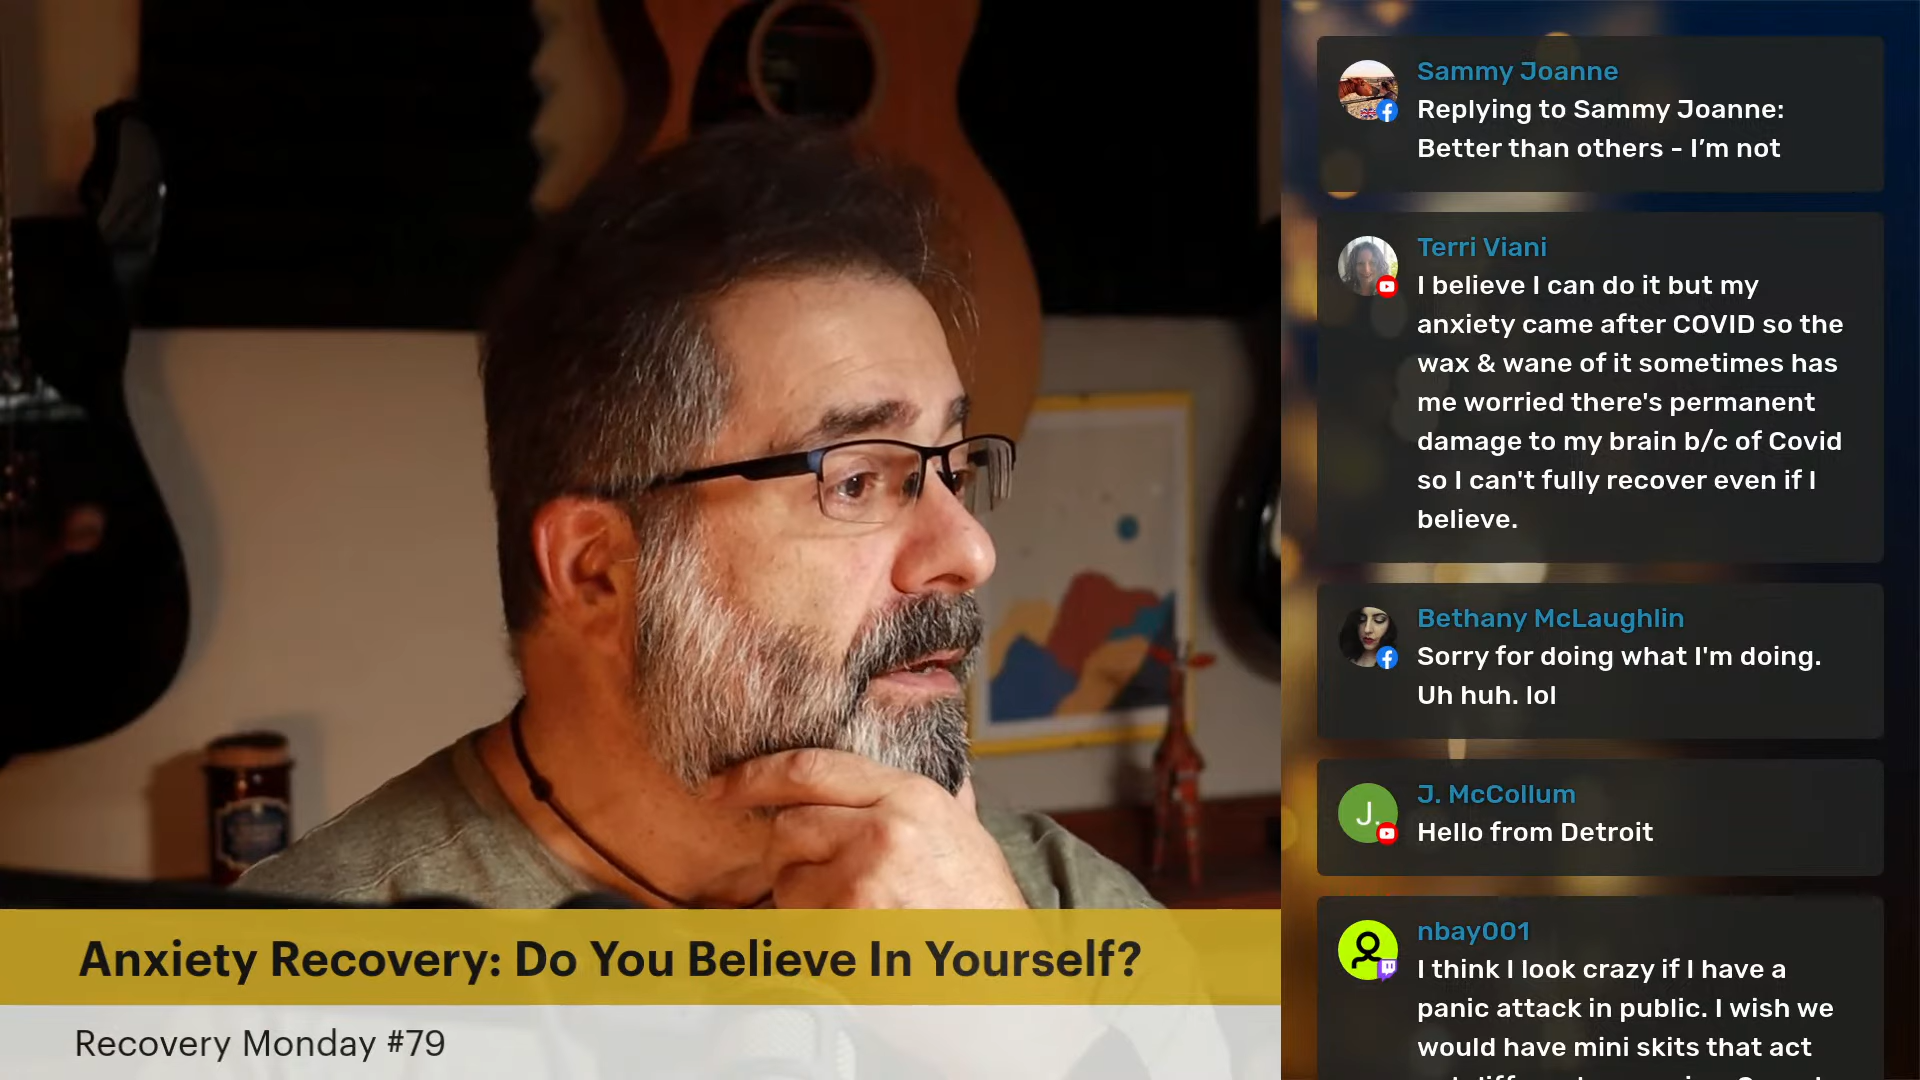 Sammy Joanne
Replying to Sammy Joanne:
Better than others - I’m not
Terri Viani
I believe I can do it but my
anxiety came after COVID so the
wax & wane of it sometimes has
me worried there's permanent
damage to my brain b/c of Covid
so I can't fully recover even if I
believe.
Bethany McLaughlin
Sorry for doing what I'm doing.
Uh huh. lol
J.
J. McCollum
Hello from Detroit
nbay001
I think I look crazy if I have a
panic attack in public. I wish we
would have mini skits that act
Anxiety Recovery: Do You Believe In Yourself?
Recovery Monday #79